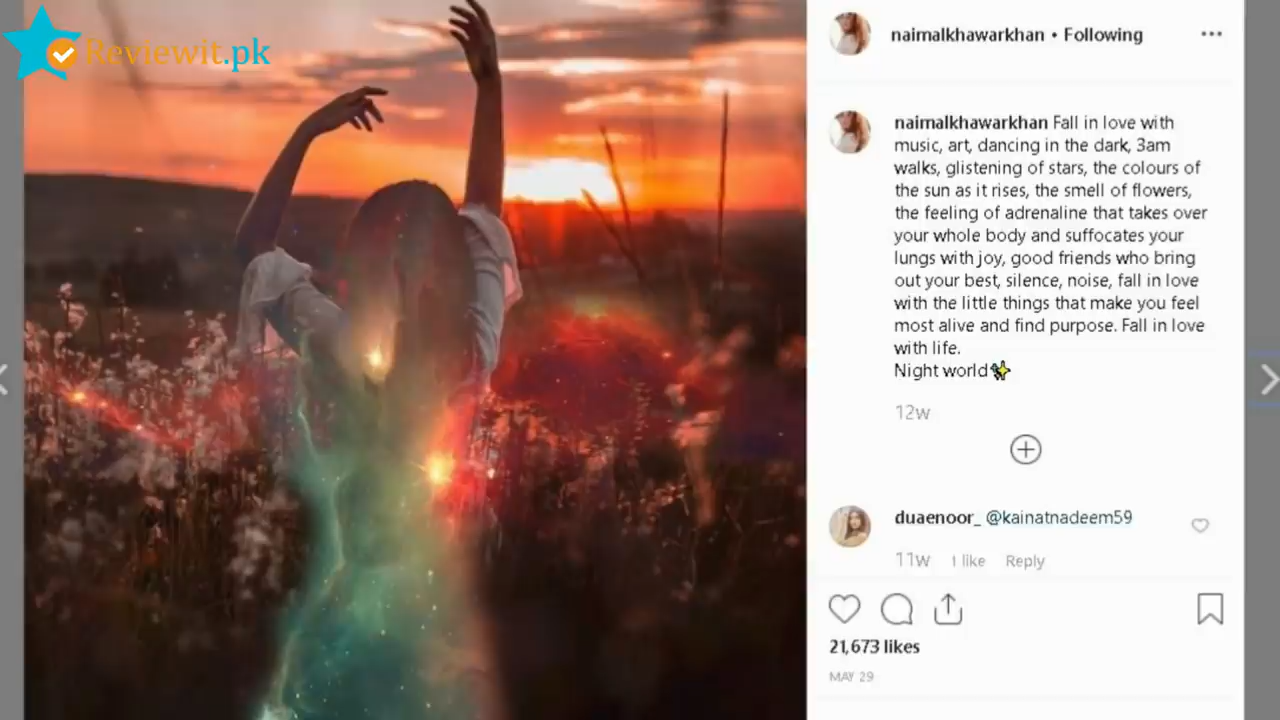 Reviewit.pk
naimalkhawarkhan • Following
naimalkhawarkhan Fall in love with
music, art, dancing in the dark, 3am
walks, glistening of stars, the colours of
the sun as it rises, the smell of flowers,
the feeling of adrenaline that takes over
your whole body and suffocates your
lungs with joy, good friends who bring
out your best, silence, noise, fall in love
with the little things that make you feel
most alive and find purpose. Fall in love
with life.
Night world✨
12w
duaenoor_ @kainatnadeem59
11w 1 like Reply
21,673 likes
MAY 29